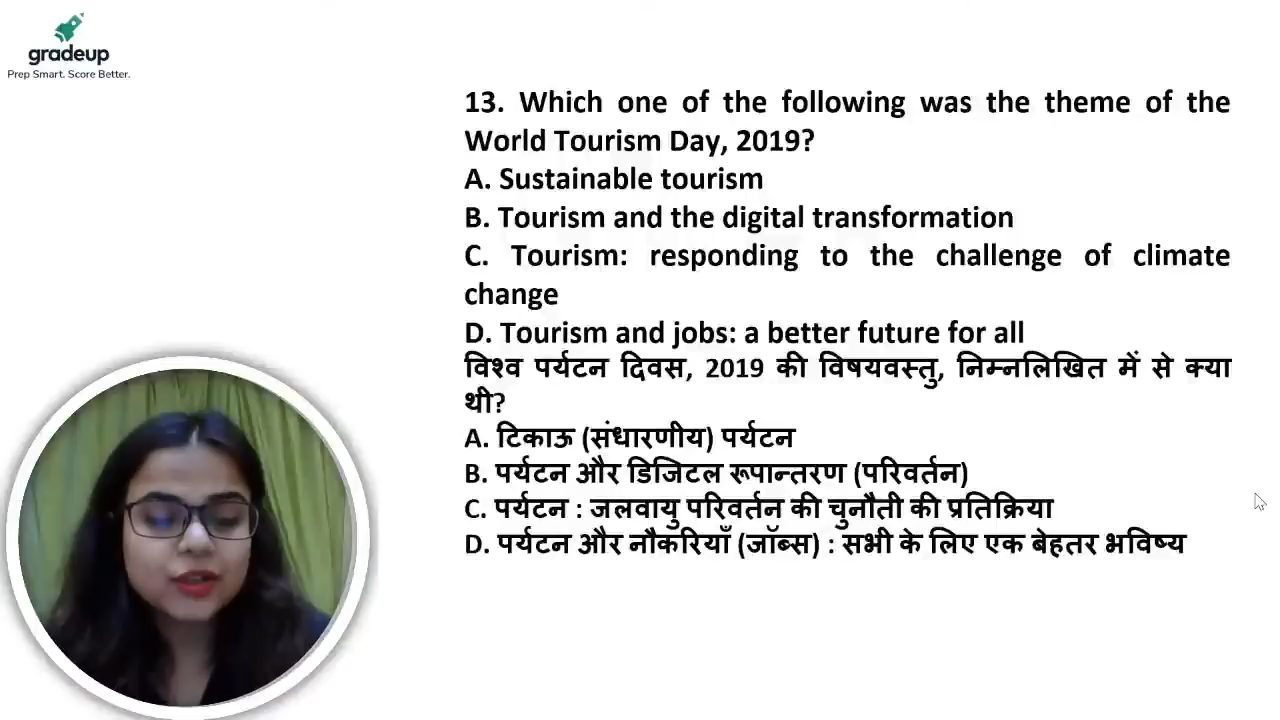 gradeup
Prep Smart. Score Better.
13. Which one of the following was the theme of the
World Tourism Day, 2019?
A. Sustainable tourism
B. Tourism and the digital transformation
C. Tourism: responding to the challenge of climate
change
D. Tourism and jobs: a better future for all
विश्व पर्यटन दिवस, 2019 की विषयवस्तु, निम्नलिखित में से क्या
थी?
A. टिकाऊ (संधारणीय) पर्यटन
B. पर्यटन और डिजिटल रूपान्तरण (परिवर्तन)
C. पर्यटन : जलवायु परिवर्तन की चुनौती की प्रतिक्रिया
D. पर्यटन और नौकरियाँ (जॉब्स) : सभी के लिए एक बेहतर भविष्य